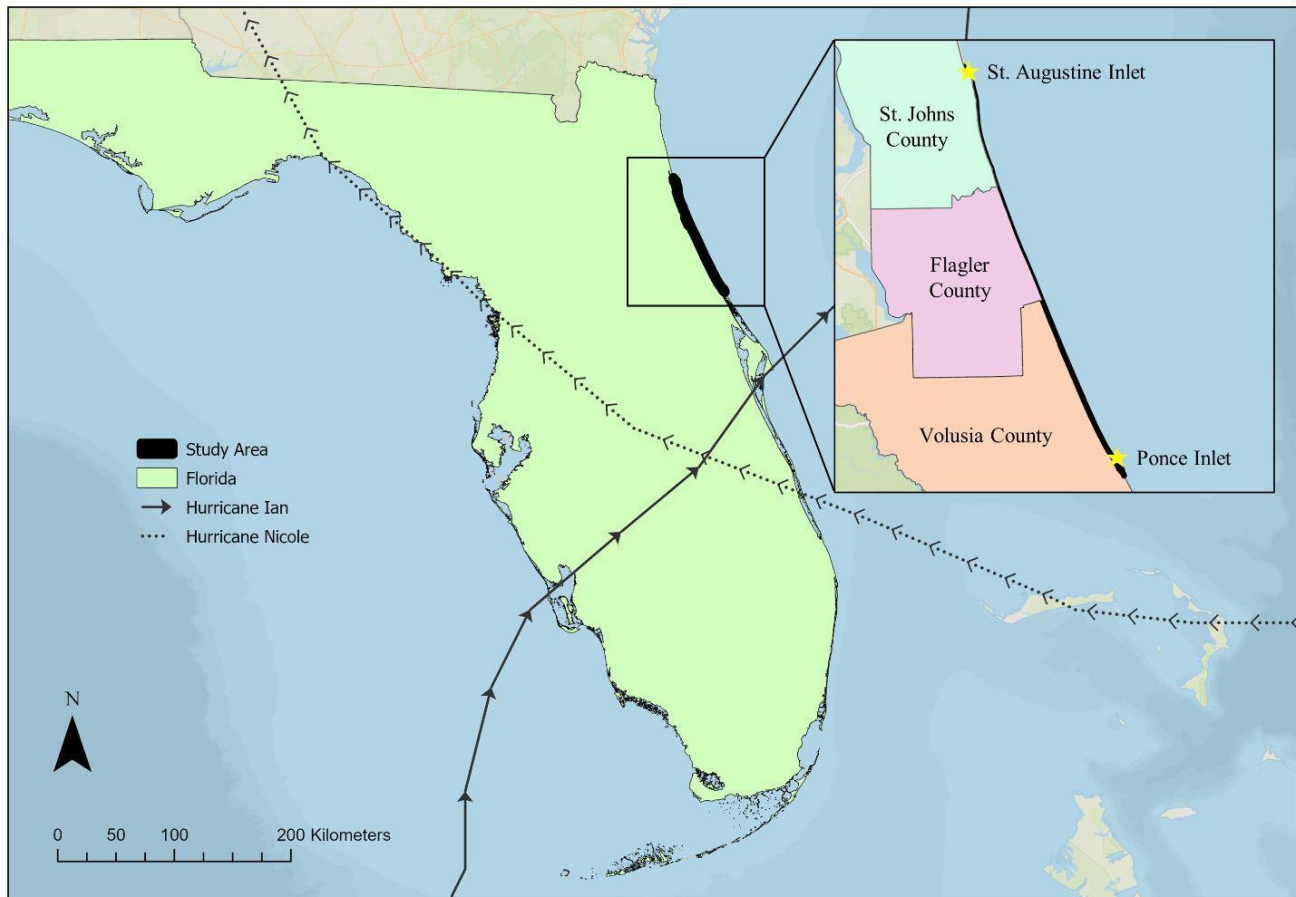 St. Augustine Inlet
St. Johns
County
Flagler
County
Volusia County
Ponce Inlet
Study Area
Florida
Hurricane Ian
Hurricane Nicole
N
0 50 100 200 Kilometers